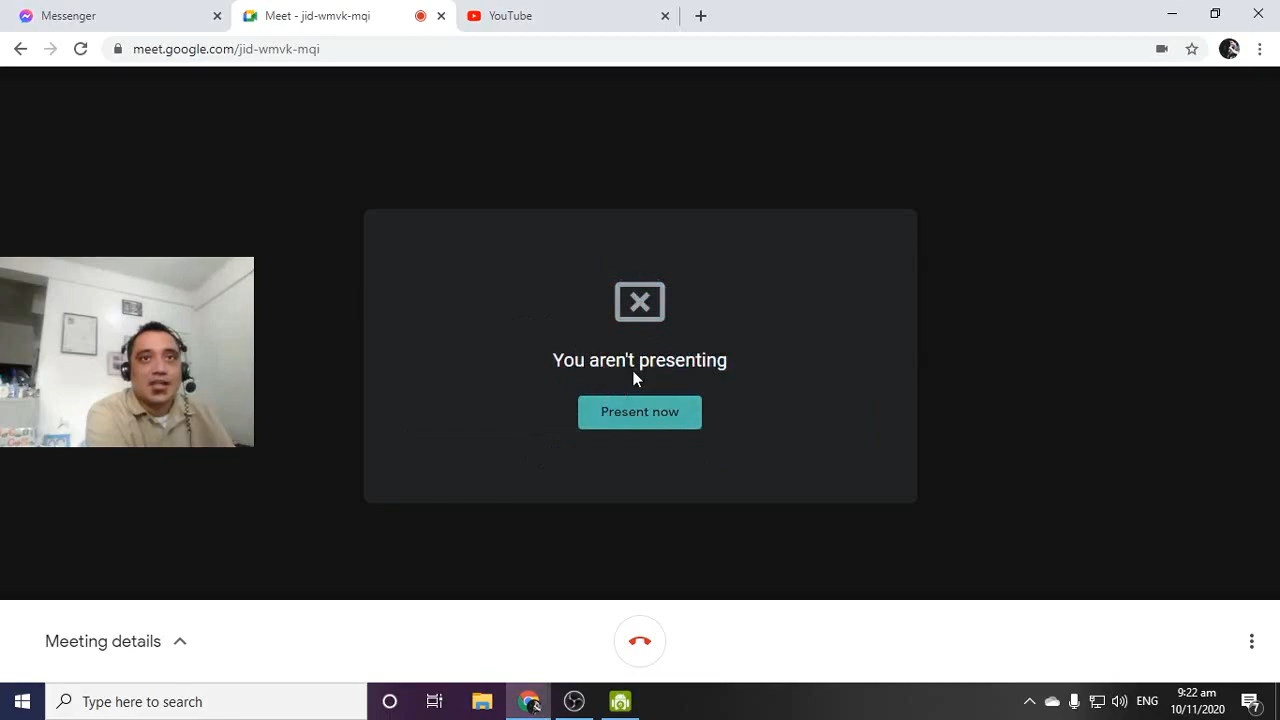 Messenger
Meet - jid-wmvk-mqi
YouTube
meet.google.com/jid-wmvk-mqi
You aren't presenting
Present now
Meeting details
Type here to search
ENG
9:22 am
10/11/2020
7